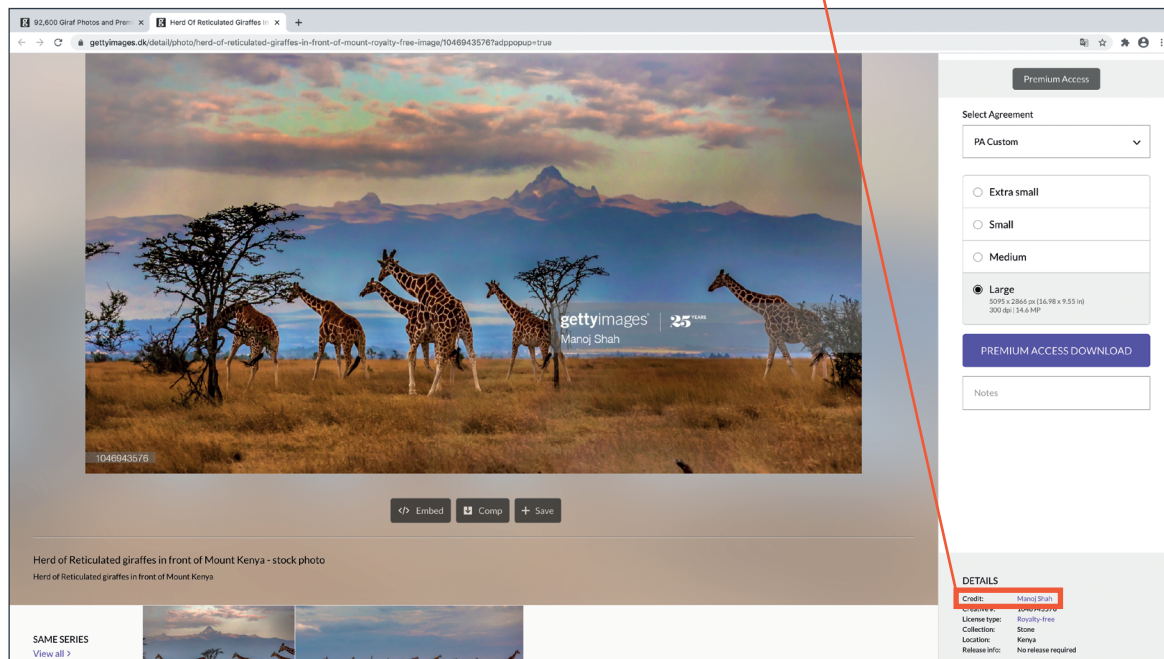 92,600 Giraf Photos and Prem
Herd Of Reticulated Giraffes In
gettyimages.dk/detail/photo/herd-of-reticulated-giraffes-in-front-of-mount-royalty-free-image/1046943576?adppopup=true
Premium Access
Select Agreement
PA Custom
Extra small
Small
Medium
Large
5095 x 2866 px (16.98 x 9.55 in)
300 dpi | 14.6 MP
PREMIUM ACCESS DOWNLOAD
Notes
gettyimages® 25 YEARS
Manoj Shah
1046943576
</> Embed
Comp
+ Save
Herd of Reticulated giraffes in front of Mount Kenya - stock photo
Herd of Reticulated giraffes in front of Mount Kenya
SAME SERIES
View all >
DETAILS
Credit: Manoj Shah
Creative #: 1046943576
License type: Royalty-free
Collection: Stone
Location: Kenya
Release info: No release required